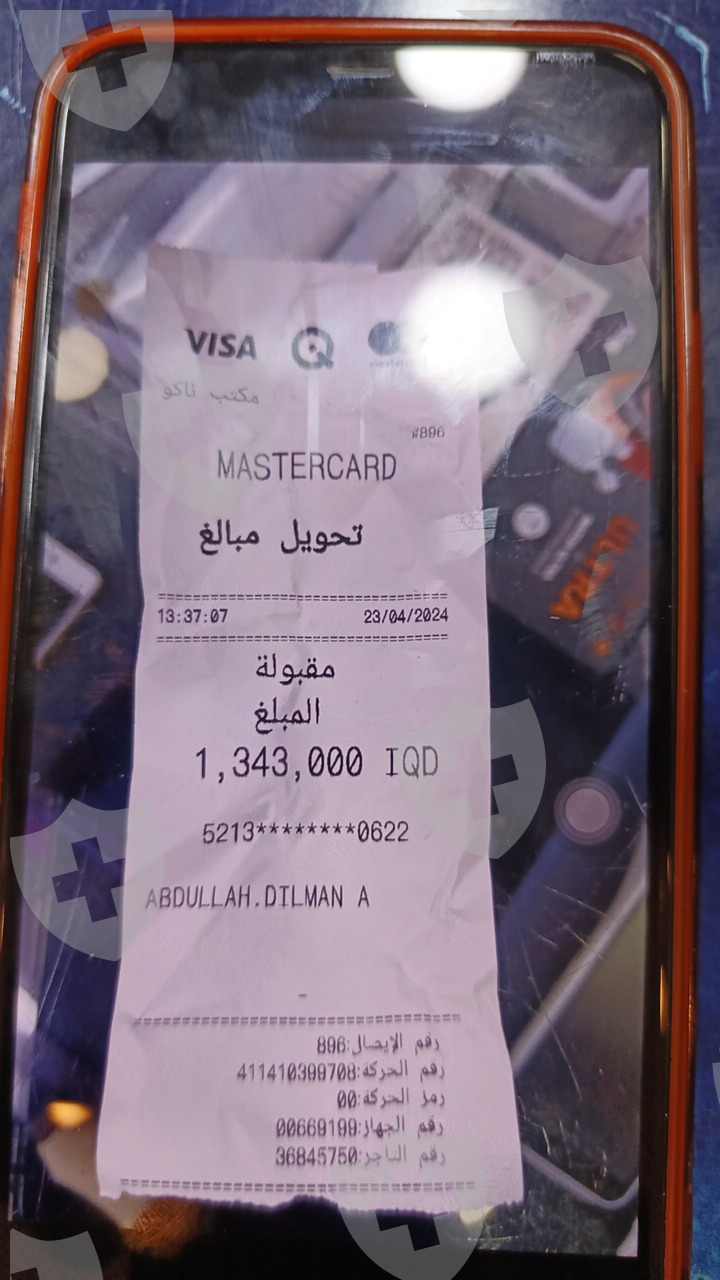 VISA
مكتب ناكو
#896
MASTERCARD
تحويل مبالغ
====================================
13:37:07 23/04/2024
====================================
مقبولة
المبلغ
1,343,000 IQD
5213********0622
ABDULLAH.DILMAN A
-
====================================
رقم الإيصال:896
رقم الحركة:411410399708
رمز الحركة:00
رقم الجهاز:00669199
رقم التاجر:36845750
====================================
ULTRA